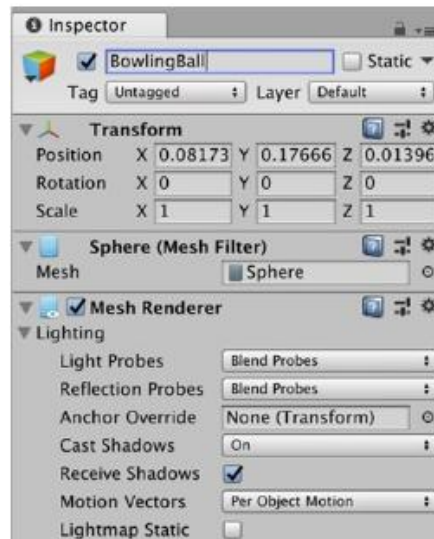 Inspector
BowlingBall Static
Tag Untagged Layer Default
Transform
Position X 0.08173 Y 0.17666 Z 0.01396
Rotation X 0 Y 0 Z 0
Scale X 1 Y 1 Z 1
Sphere (Mesh Filter)
Mesh Sphere
Mesh Renderer
Lighting
Light Probes Blend Probes
Reflection Probes Blend Probes
Anchor Override None (Transform)
Cast Shadows On
Receive Shadows
Motion Vectors Per Object Motion
Lightmap Static